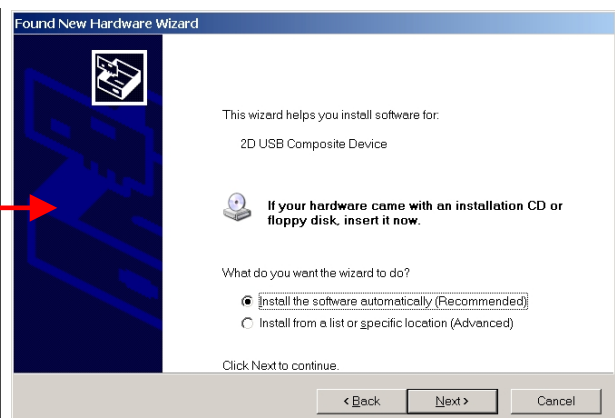 Found New Hardware Wizard
This wizard helps you install software for:
2D USB Composite Device
If your hardware came with an installation CD or
floppy disk, insert it now.
What do you want the wizard to do?
Install the software automatically (Recommended)
Install from a list or specific location (Advanced)
Click Next to continue.
< Back Next > Cancel